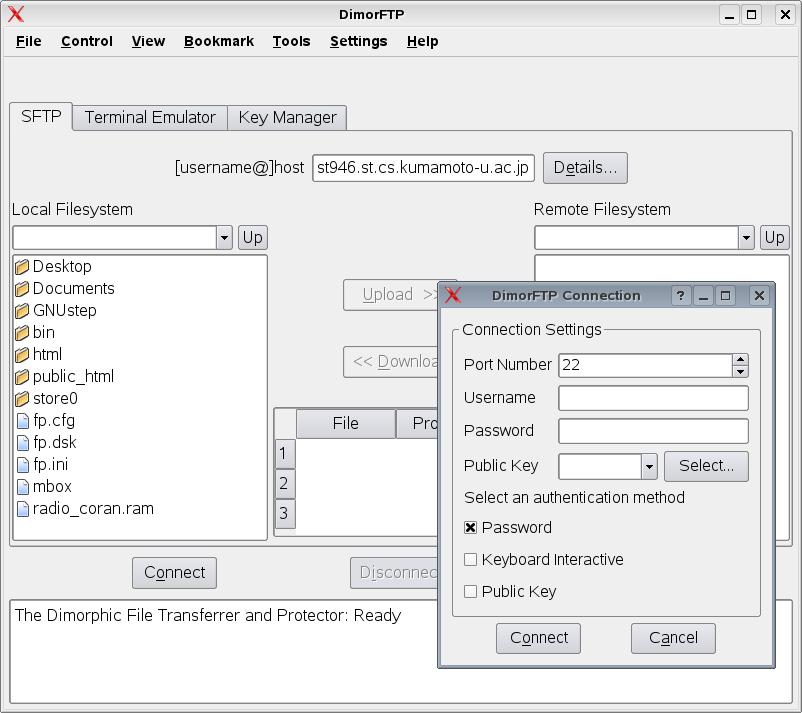 DimorFTP
File Control View Bookmark Tools Settings Help
SFTP Terminal Emulator Key Manager
[username@]host st946.st.cs.kumamoto-u.ac.jp Details...
Local Filesystem
Up
Desktop
Documents
GNUstep
bin
html
public_html
store0
fp.cfg
fp.dsk
fp.ini
mbox
radio_coran.ram
Remote Filesystem
Up
Upload >
<< Downloa
File Pro
1
2
3
Connect Disconnec
The Dimorphic File Transferrer and Protector: Ready
DimorFTP Connection ?
Connection Settings
Port Number 22
Username
Password
Public Key Select...
Select an authentication method
Password
Keyboard Interactive
Public Key
Connect Cancel